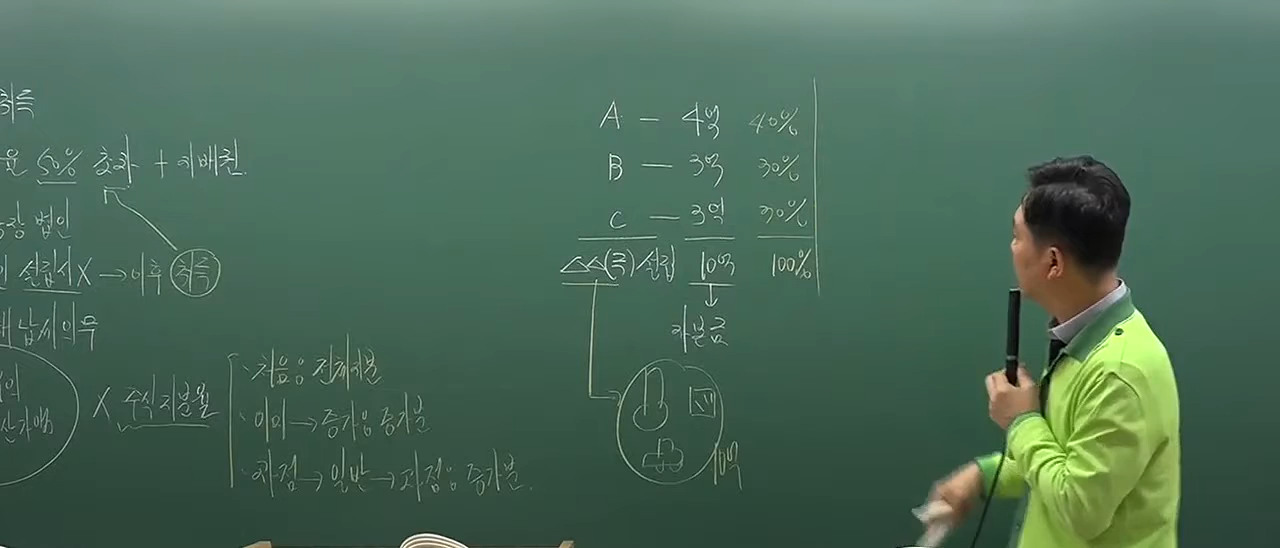 취득
50% 초과 + 지배권
장 법인
설립시X → 이후 취득
납세의무
X 주식 지분율
· 처음 : 전체지분
· 이미 → 증가 : 증가분
· 과점 → 일반 → 과점 : 증가분
A - 4억 40%
B - 3억 30%
C - 3억 30%
△△(주)설립 10억 100%
자본금
10억